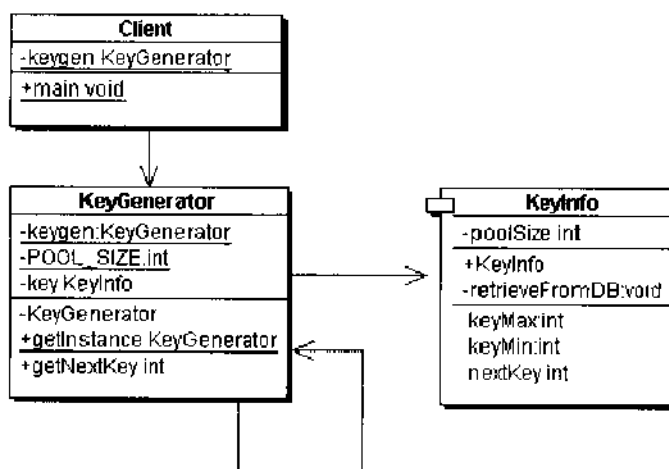 Client
-keygen KeyGenerator
+main void
KeyGenerator
-keygen:KeyGenerator
-POOL_SIZE.int
-key KeyInfo
-KeyGenerator
+getInstance KeyGenerator
+getNextKey int
KeyInfo
-poolSize int
+KeyInfo
-retrieveFromDB:void
keyMax:int
keyMin:int
nextKey int